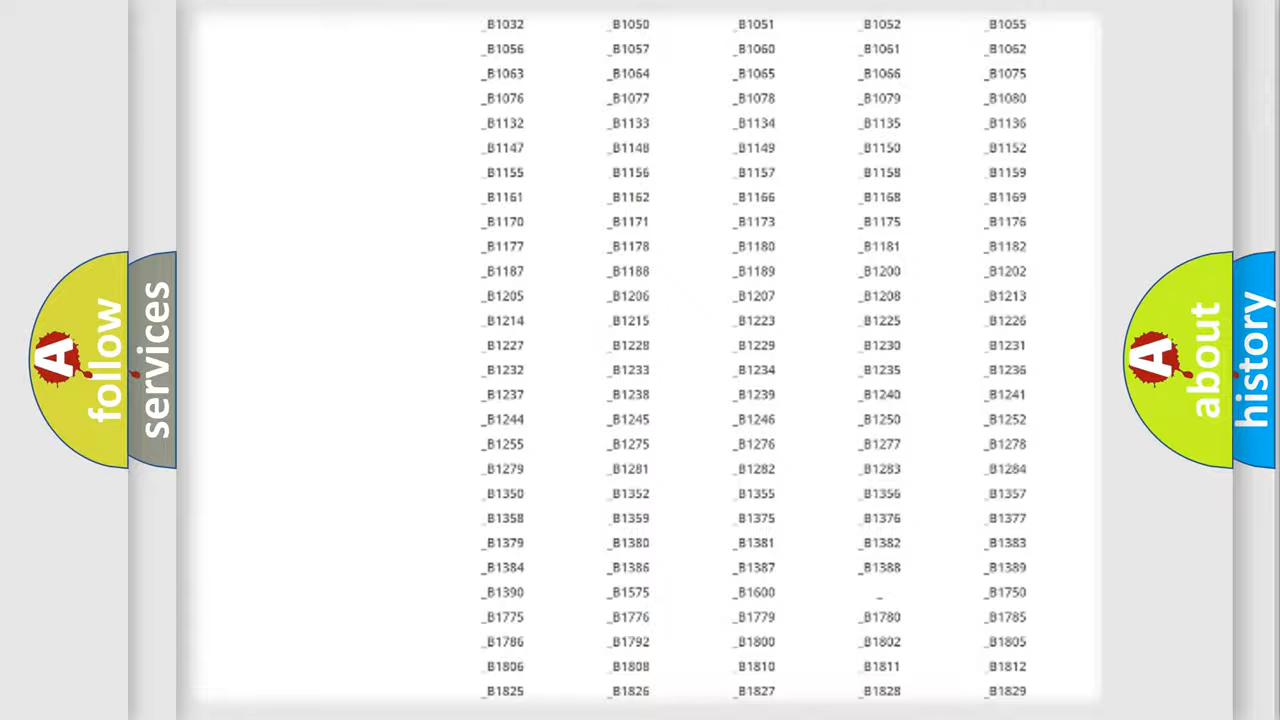 _B1032 _B1050 _B1051 _B1052 _B1055
_B1056 _B1057 _B1060 _B1061 _B1062
_B1063 _B1064 _B1065 _B1066 _B1075
_B1076 _B1077 _B1078 _B1079 _B1080
_B1132 _B1133 _B1134 _B1135 _B1136
_B1147 _B1148 _B1149 _B1150 _B1152
_B1155 _B1156 _B1157 _B1158 _B1159
_B1161 _B1162 _B1166 _B1168 _B1169
_B1170 _B1171 _B1173 _B1175 _B1176
_B1177 _B1178 _B1180 _B1181 _B1182
_B1187 _B1188 _B1189 _B1200 _B1202
_B1205 _B1206 _B1207 _B1208 _B1213
_B1214 _B1215 _B1223 _B1225 _B1226
_B1227 _B1228 _B1229 _B1230 _B1231
_B1232 _B1233 _B1234 _B1235 _B1236
_B1237 _B1238 _B1239 _B1240 _B1241
_B1244 _B1245 _B1246 _B1250 _B1252
_B1255 _B1275 _B1276 _B1277 _B1278
_B1279 _B1281 _B1282 _B1283 _B1284
_B1350 _B1352 _B1355 _B1356 _B1357
_B1358 _B1359 _B1375 _B1376 _B1377
_B1379 _B1380 _B1381 _B1382 _B1383
_B1384 _B1386 _B1387 _B1388 _B1389
_B1390 _B1575 _B1600 _ _B1750
_B1775 _B1776 _B1779 _B1780 _B1785
_B1786 _B1792 _B1800 _B1802 _B1805
_B1806 _B1808 _B1810 _B1811 _B1812
_B1825 _B1826 _B1827 _B1828 _B1829
A
follow
services
A
about
history